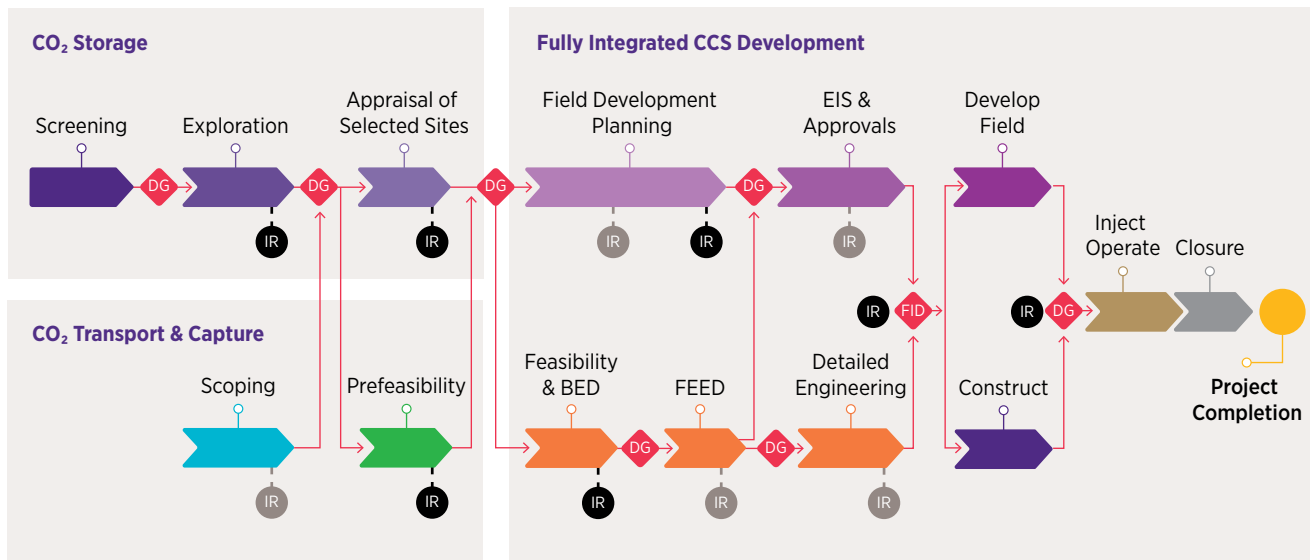 CO₂ Storage
Screening
Exploration
Appraisal of
Selected Sites
DG
DG
DG
IR
IR
CO₂ Transport & Capture
Scoping
Prefeasibility
IR
IR
Fully Integrated CCS Development
Field Development
Planning
EIS &
Approvals
Develop
Field
DG
IR
IR
IR
Inject
Operate
Closure
IR
FID
IR
DG
Feasibility
& BED
FEED
Detailed
Engineering
Construct
Project
Completion
DG
DG
IR
IR
IR